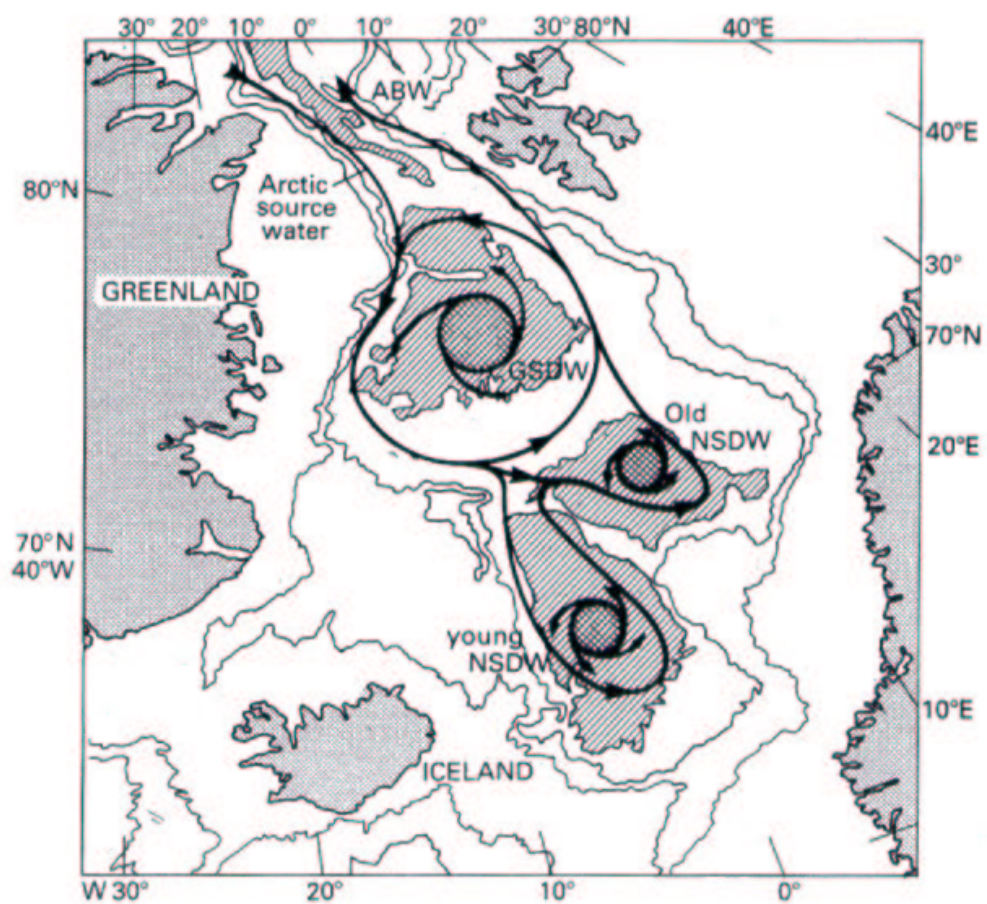 30° 20° 10° 0° 10° 20° 30° 80°N 40°E
ABW
40°E
80°N
Arctic
source
water
30°
GREENLAND
70°N
GSDW
Old
NSDW
20°E
70°N
40°W
young
NSDW
10°E
ICELAND
W 30° 20° 10° 0°